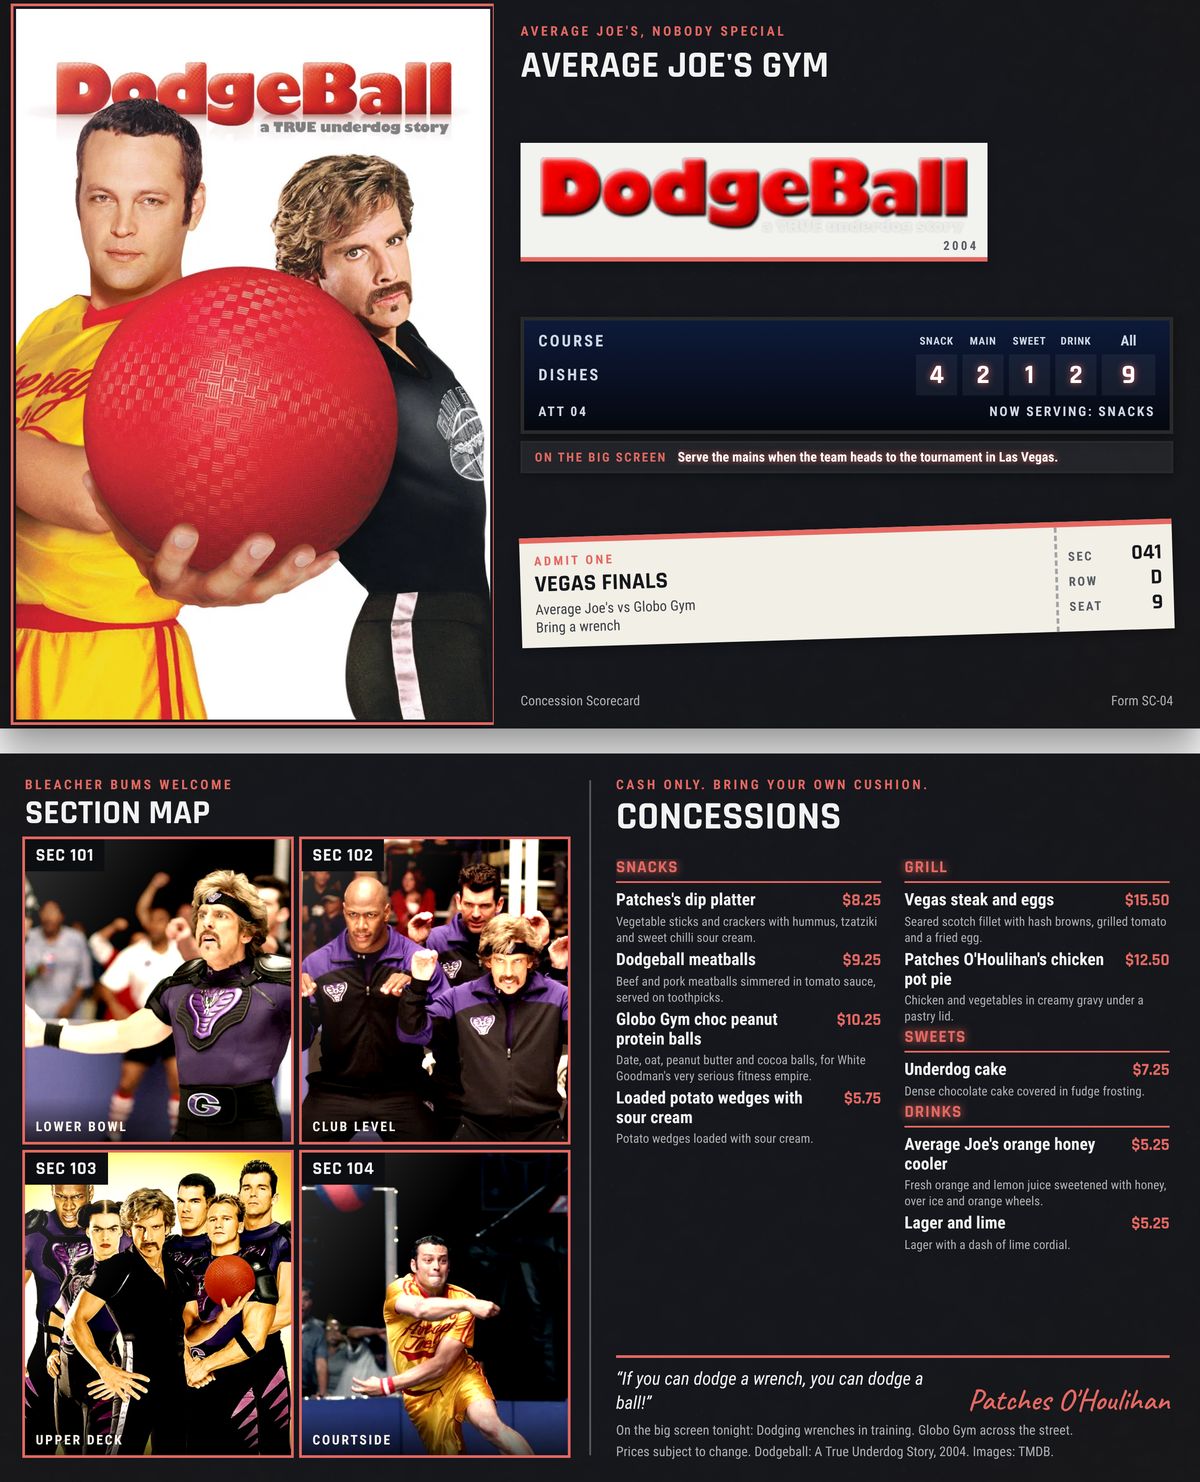 DodgeBall
a TRUE underdog story
AVERAGE JOE'S, NOBODY SPECIAL
AVERAGE JOE'S GYM
DodgeBall
a TRUE underdog story
2004
COURSE SNACK MAIN SWEET DRINK All
DISHES 4 2 1 2 9
ATT 04 NOW SERVING: SNACKS
ON THE BIG SCREEN Serve the mains when the team heads to the tournament in Las Vegas.
ADMIT ONE
VEGAS FINALS
Average Joe's vs Globo Gym
Bring a wrench
SEC 041
ROW D
SEAT 9
Concession Scorecard Form SC-04
BLEACHER BUMS WELCOME
SECTION MAP
SEC 101
LOWER BOWL
SEC 102
CLUB LEVEL
SEC 103
UPPER DECK
SEC 104
Average
Joe's
COURTSIDE
CASH ONLY. BRING YOUR OWN CUSHION.
CONCESSIONS
SNACKS
Patches's dip platter $8.25
Vegetable sticks and crackers with hummus, tzatziki
and sweet chilli sour cream.
Dodgeball meatballs $9.25
Beef and pork meatballs simmered in tomato sauce,
served on toothpicks.
Globo Gym choc peanut $10.25
protein balls
Date, oat, peanut butter and cocoa balls, for White
Goodman's very serious fitness empire.
Loaded potato wedges with $5.75
sour cream
Potato wedges loaded with sour cream.
GRILL
Vegas steak and eggs $15.50
Seared scotch fillet with hash browns, grilled tomato
and a fried egg.
Patches O'Houlihan's chicken $12.50
pot pie
Chicken and vegetables in creamy gravy under a
pastry lid.
SWEETS
Underdog cake $7.25
Dense chocolate cake covered in fudge frosting.
DRINKS
Average Joe's orange honey $5.25
cooler
Fresh orange and lemon juice sweetened with honey,
over ice and orange wheels.
Lager and lime $5.25
Lager with a dash of lime cordial.
“If you can dodge a wrench, you can dodge a
ball!”
Patches O'Houlihan
On the big screen tonight: Dodging wrenches in training. Globo Gym across the street.
Prices subject to change. Dodgeball: A True Underdog Story, 2004. Images: TMDB.